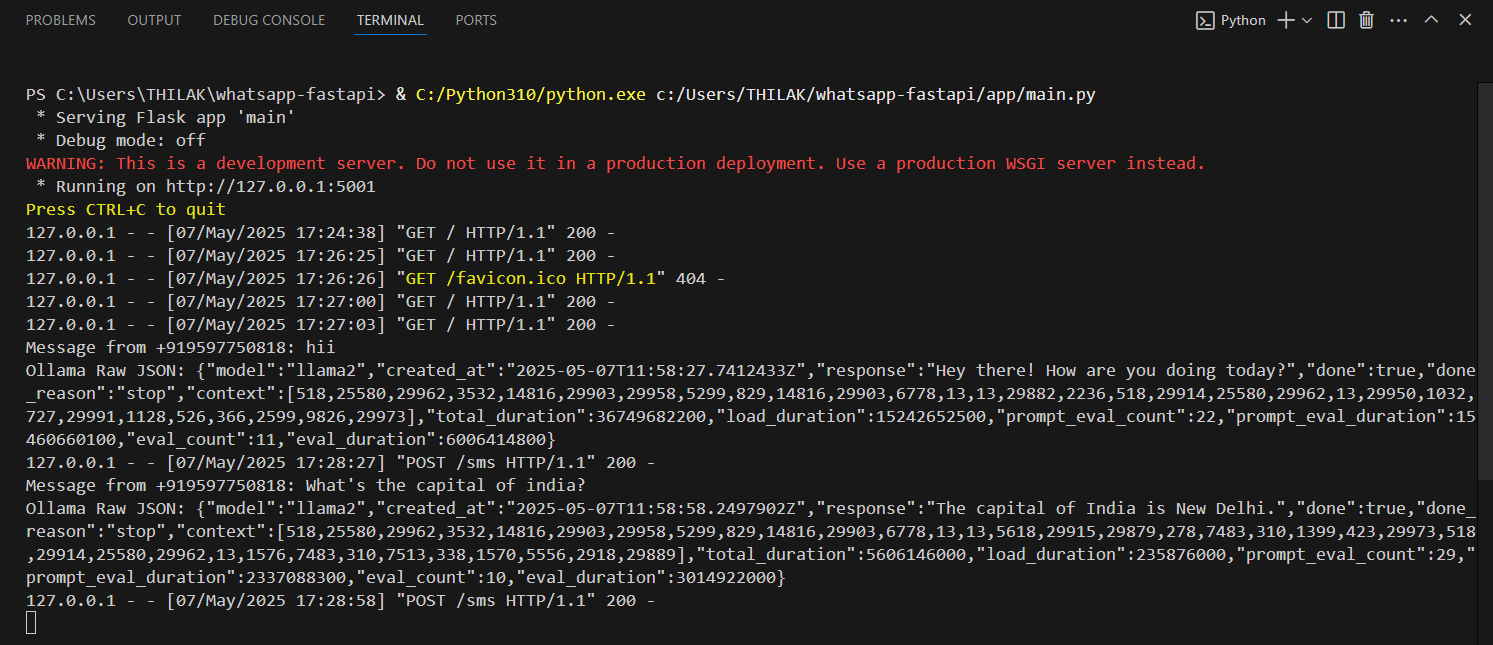 PROBLEMS OUTPUT DEBUG CONSOLE TERMINAL PORTS Python
PS C:\Users\THILAK\whatsapp-fastapi> & C:/Python310/python.exe c:/Users/THILAK/whatsapp-fastapi/app/main.py
 * Serving Flask app 'main'
 * Debug mode: off
WARNING: This is a development server. Do not use it in a production deployment. Use a production WSGI server instead.
 * Running on http://127.0.0.1:5001
Press CTRL+C to quit
127.0.0.1 - - [07/May/2025 17:24:38] "GET / HTTP/1.1" 200 -
127.0.0.1 - - [07/May/2025 17:26:25] "GET / HTTP/1.1" 200 -
127.0.0.1 - - [07/May/2025 17:26:26] "GET /favicon.ico HTTP/1.1" 404 -
127.0.0.1 - - [07/May/2025 17:27:00] "GET / HTTP/1.1" 200 -
127.0.0.1 - - [07/May/2025 17:27:03] "GET / HTTP/1.1" 200 -
Message from +919597750818: hii
Ollama Raw JSON: {"model":"llama2","created_at":"2025-05-07T11:58:27.7412433Z","response":"Hey there! How are you doing today?","done":true,"done
_reason":"stop","context":[518,25580,29962,3532,14816,29903,29958,5299,829,14816,29903,6778,13,13,29882,2236,518,29914,25580,29962,13,29950,1032,
727,29991,1128,526,366,2599,9826,29973],"total_duration":36749682200,"load_duration":15242652500,"prompt_eval_count":22,"prompt_eval_duration":15
460660100,"eval_count":11,"eval_duration":6006414800}
127.0.0.1 - - [07/May/2025 17:28:27] "POST /sms HTTP/1.1" 200 -
Message from +919597750818: What's the capital of india?
Ollama Raw JSON: {"model":"llama2","created_at":"2025-05-07T11:58:58.2497902Z","response":"The capital of India is New Delhi.","done":true,"done_
reason":"stop","context":[518,25580,29962,3532,14816,29903,29958,5299,829,14816,29903,6778,13,13,5618,29915,29879,278,7483,310,1399,423,29973,518
,29914,25580,29962,13,1576,7483,310,7513,338,1570,5556,2918,29889],"total_duration":5606146000,"load_duration":235876000,"prompt_eval_count":29,"
prompt_eval_duration":2337088300,"eval_count":10,"eval_duration":3014922000}
127.0.0.1 - - [07/May/2025 17:28:58] "POST /sms HTTP/1.1" 200 -